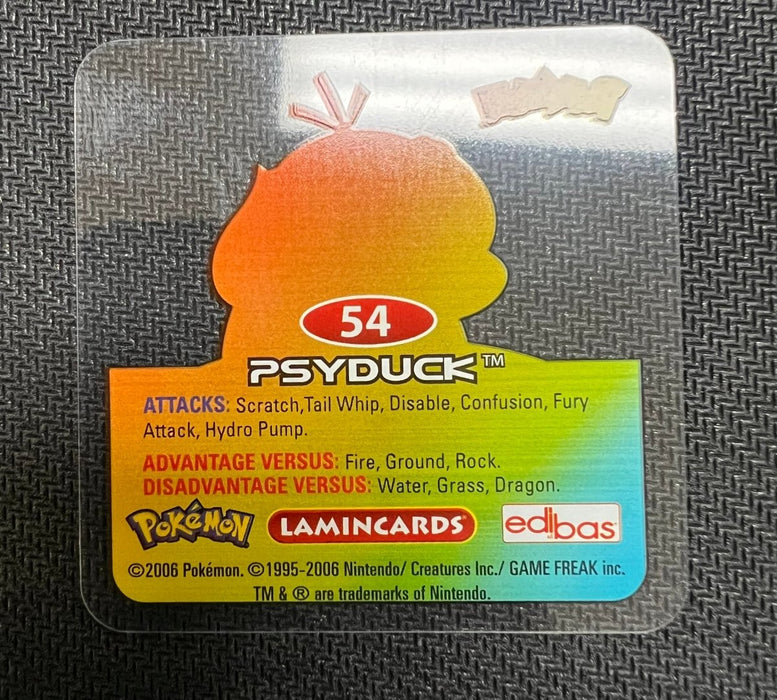 54
PSYDUCK™
ATTACKS: Scratch,Tail Whip, Disable, Confusion, Fury
Attack, Hydro Pump.
ADVANTAGE VERSUS: Fire, Ground, Rock.
DISADVANTAGE VERSUS: Water, Grass, Dragon.
POKéMON LAMINCARDS edibas
©2006 Pokémon. ©1995-2006 Nintendo/ Creatures Inc./ GAME FREAK inc.
TM & ® are trademarks of Nintendo.